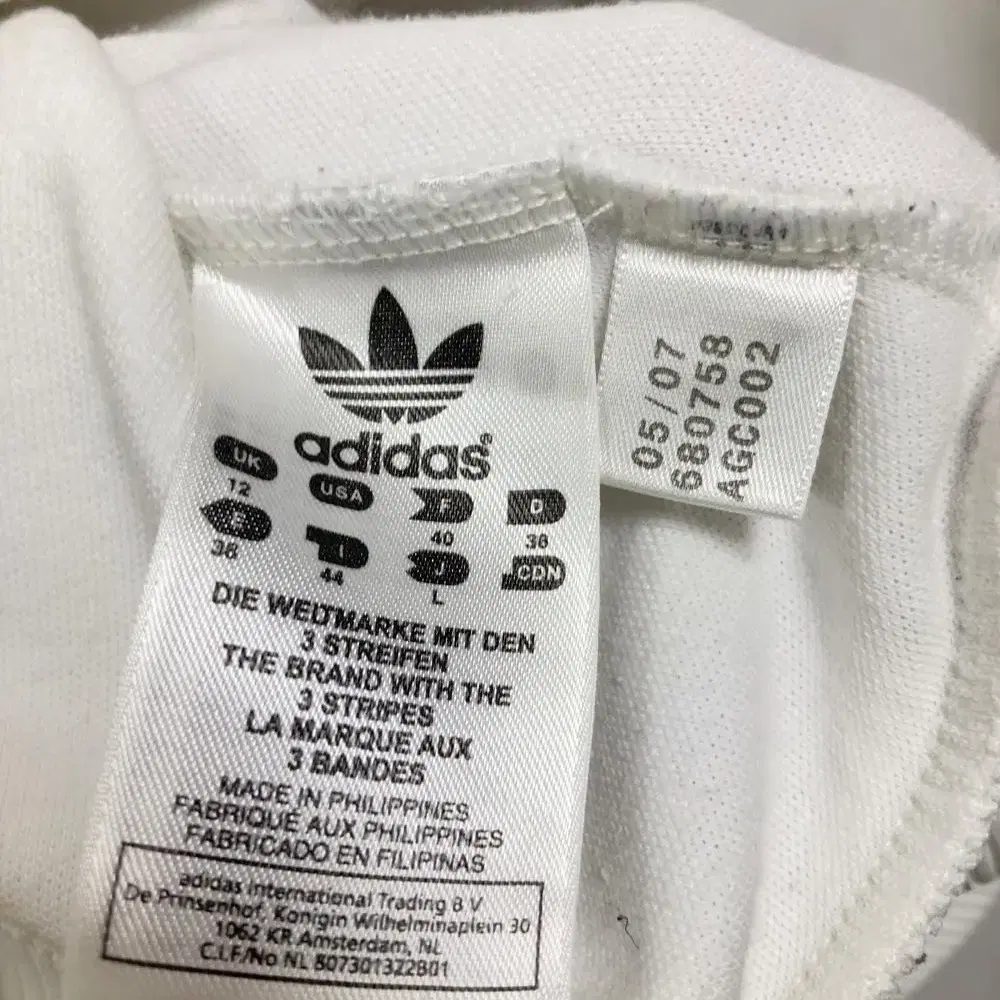 adidas
UK USA F D
12 40 38
E I J CDN
38 44 L
DIE WELTMARKE MIT DEN
3 STREIFEN
THE BRAND WITH THE
3 STRIPES
LA MARQUE AUX
3 BANDES
MADE IN PHILIPPINES
FABRIQUÉ AUX PHILIPPINES
FABRICADO EN FILIPINAS
adidas International Trading B V
De Prinsenhof, Konigin Wilhelminaplein 30
1062 KR Amsterdam, NL
C.I.F/No NL 807301322B01
05/07
680758
AGC002